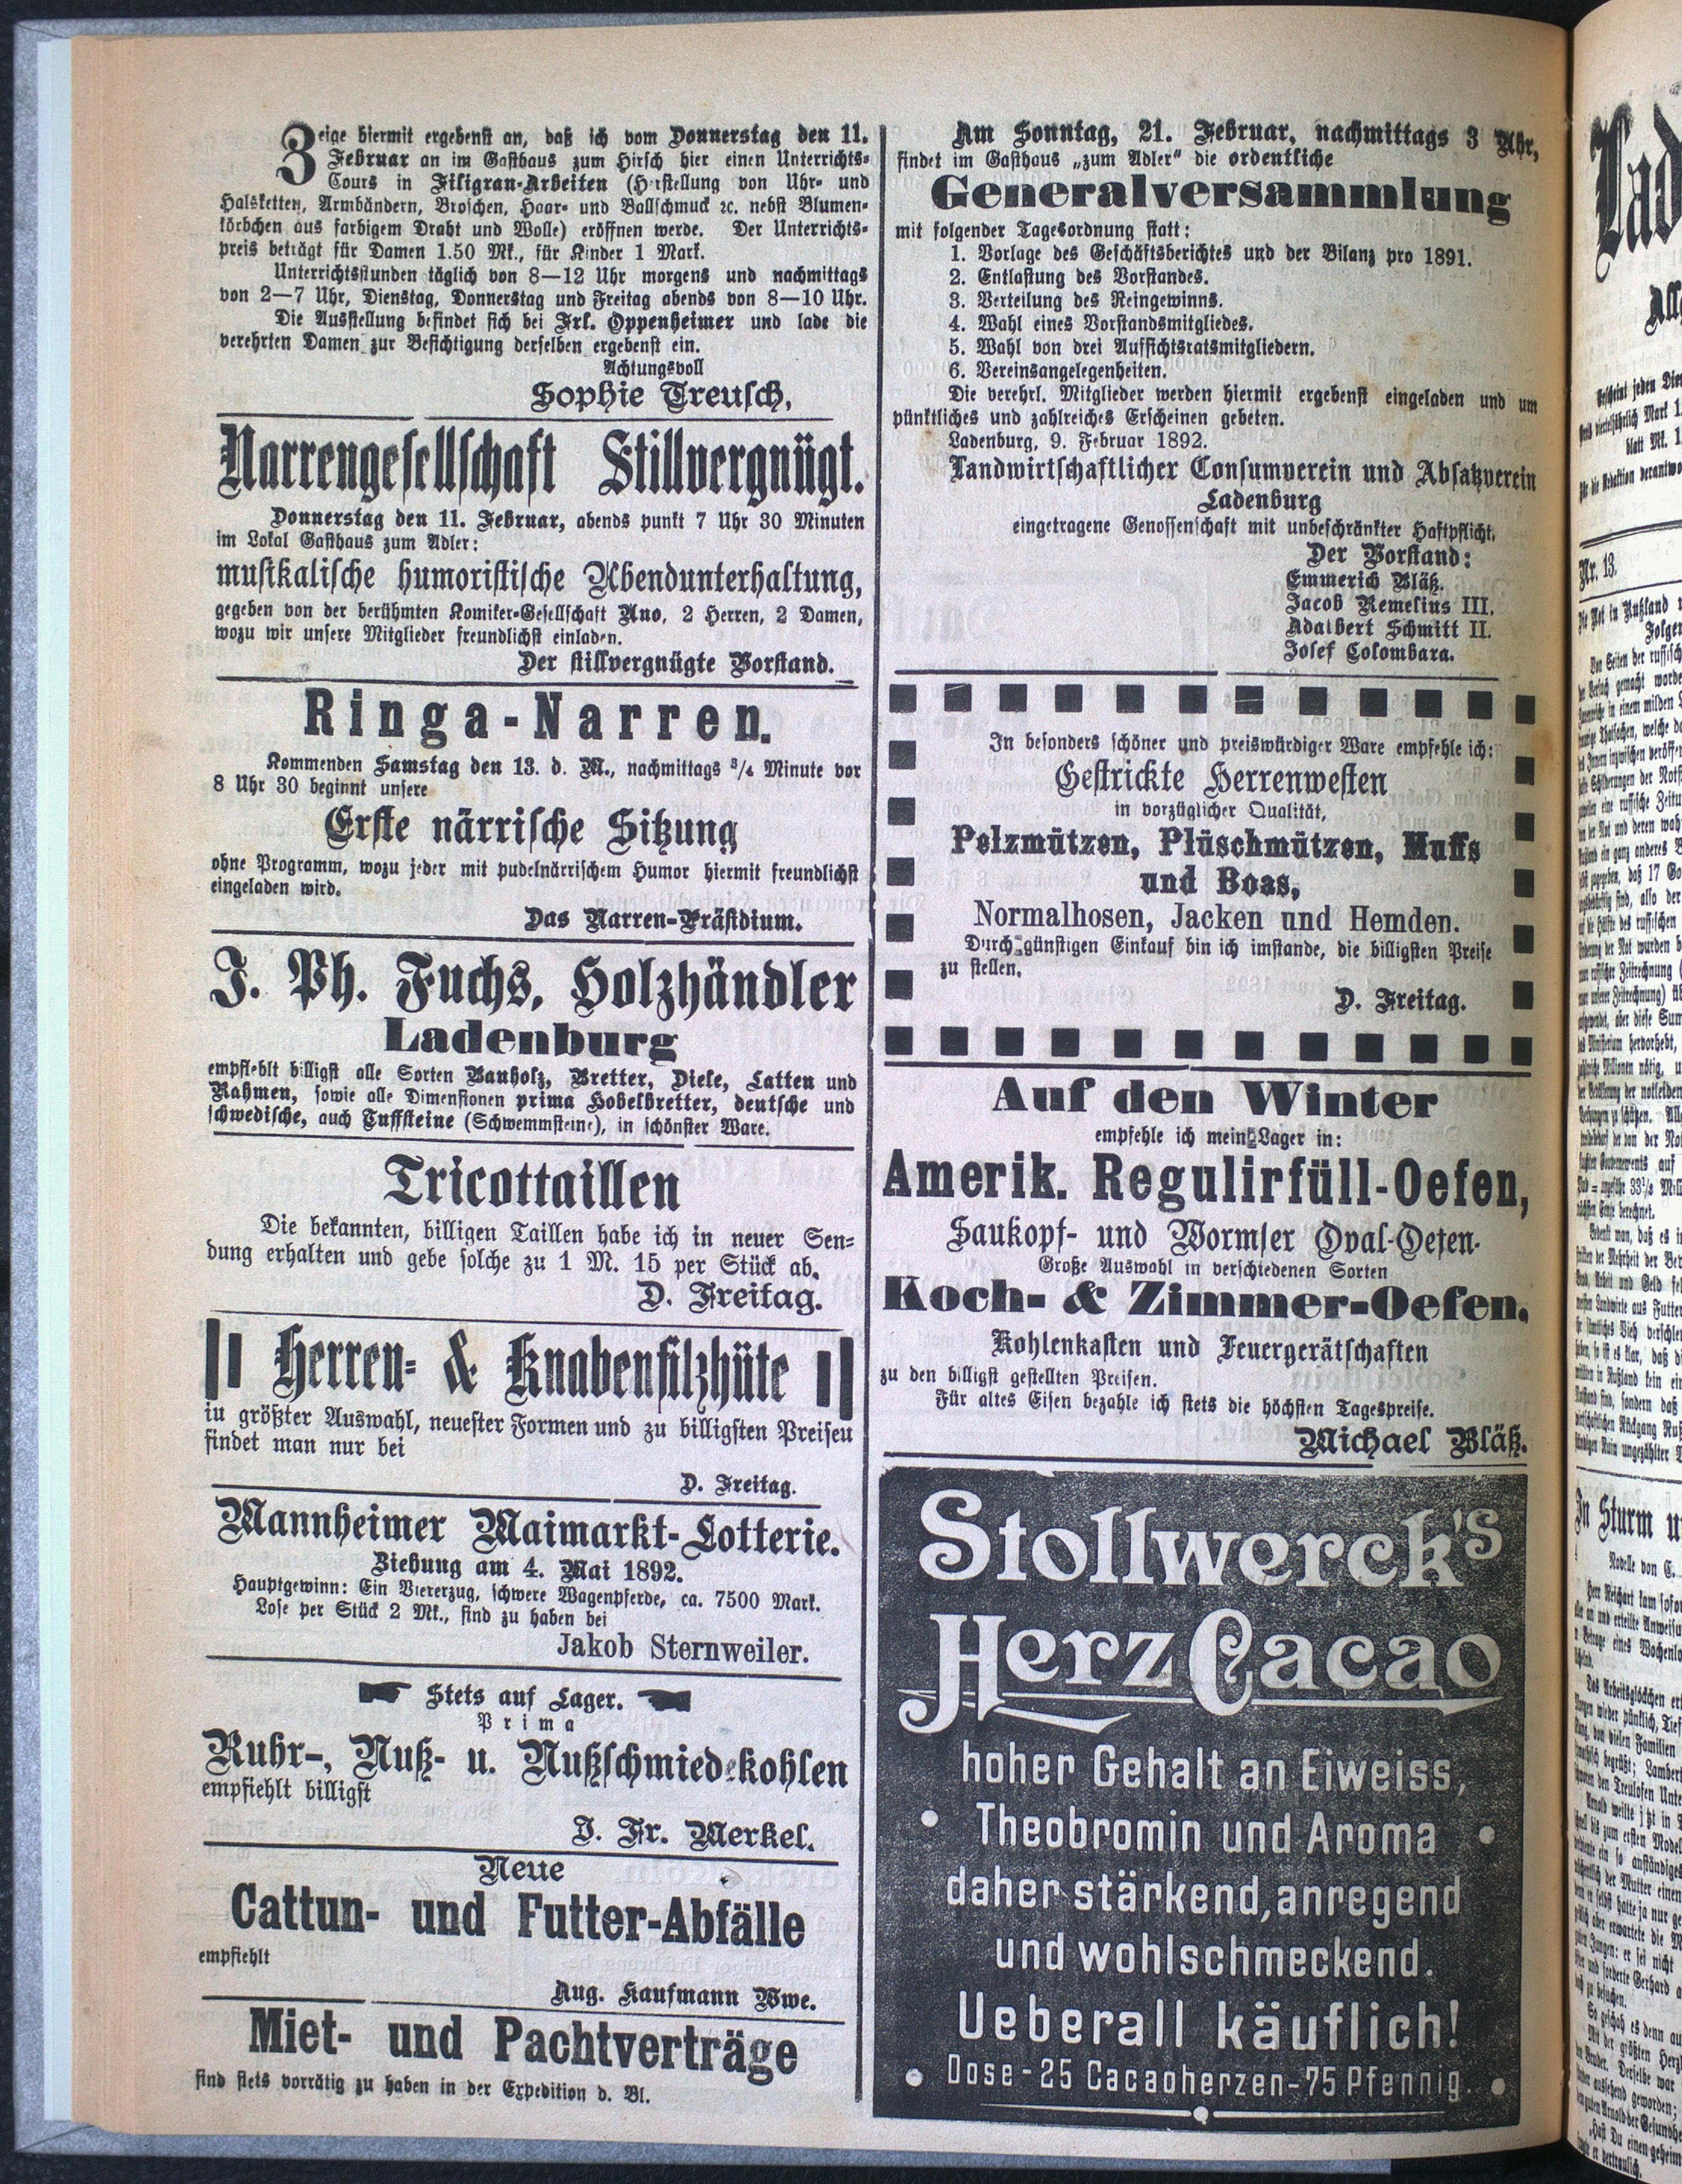 Zeige hiermit ergebenst an, daß ich vom Donnerstag den 11.
Februar an im Gasthaus zum Hirsch hier einen Unterrichts-
Cours in Filigran-Arbeiten (Herstellung von Uhr- und
Halsketten, Armbändern, Broschen, Haar- und Ballschmuck ꝛc. nebst Blumen-
körbchen aus farbigem Draht und Wolle) eröffnen werde. Der Unterrichts-
preis beträgt für Damen 1.50 Mk., für Kinder 1 Mark.
Unterrichtsstunden täglich von 8—12 Uhr morgens und nachmittags
von 2—7 Uhr, Dienstag, Donnerstag und Freitag abends von 8—10 Uhr.
Die Ausstellung befindet sich bei Frl. Oppenheimer und lade die
verehrten Damen zur Besichtigung derselben ergebenst ein.
Achtungsvoll
Sophie Treusch,
Narrengesellschaft Stillvergnügt.
Donnerstag den 11. Februar, abends punkt 7 Uhr 30 Minuten
im Lokal Gasthaus zum Adler:
musikalische humoristische Abendunterhaltung,
gegeben von der berühmten Komiker-Gesellschaft Uno, 2 Herren, 2 Damen,
wozu wir unsere Mitglieder freundlichst einladen.
Der stillvergnügte Vorstand.
Ringa-Narren.
Kommenden Samstag den 13. d. M., nachmittags 3/4 Minute vor
8 Uhr 30 beginnt unsere
Erste närrische Sitzung
ohne Programm, wozu jeder mit pudelnärrischem Humor hiermit freundlichst
eingeladen wird.
Das Narren-Präsidium.
J. Ph. Fuchs, Holzhändler
Ladenburg
empfiehlt billigst alle Sorten Bauholz, Bretter, Diele, Latten und
Rahmen, sowie alle Dimensionen prima Hobelbretter, deutsche und
schwedische, auch Tuffsteine (Schwemmsteine), in schönster Ware.
Tricottaillen
Die bekannten, billigen Taillen habe ich in neuer Sen-
dung erhalten und gebe solche zu 1 M. 15 per Stück ab.
D. Freitag.
Herren- & Knabenfilzhüte
in größter Auswahl, neuester Formen und zu billigsten Preisen
findet man nur bei
D. Freitag.
Mannheimer Maimarkt-Lotterie.
Ziehung am 4. Mai 1892.
Hauptgewinn: Ein Viererzug, schwere Wagenpferde, ca. 7500 Mark.
Lose per Stück 2 Mk., sind zu haben bei
Jakob Sternweiler.
Stets auf Lager.
Prima
Ruhr-, Nuß- u. Nußschmiedekohlen
empfiehlt billigst
J. Fr. Merkel.
Neue
Cattun- und Futter-Abfälle
empfiehlt
Aug. Kaufmann Wwe.
Miet- und Pachtverträge
sind stets vorrätig zu haben in der Expedition d. Bl.
Am Sonntag, 21. Februar, nachmittags 3 Uhr,
findet im Gasthaus „zum Adler“ die ordentliche
Generalversammlung
mit folgender Tagesordnung statt:
1. Vorlage des Geschäftsberichtes und der Bilanz pro 1891.
2. Entlastung des Vorstandes.
3. Verteilung des Reingewinns.
4. Wahl eines Vorstandsmitgliedes.
5. Wahl von drei Aufsichtsratsmitgliedern.
6. Vereinsangelegenheiten.
Die verehrl. Mitglieder werden hiermit ergebenst eingeladen und um
pünktliches und zahlreiches Erscheinen gebeten.
Ladenburg, 9. Februar 1892.
Landwirtschaftlicher Consumverein und Absatzverein
Ladenburg
eingetragene Genossenschaft mit unbeschränkter Haftpflicht.
Der Vorstand:
Emmerich Bläß.
Jacob Remelius III.
Adalbert Schmitt II.
Josef Colombara.
In besonders schöner und preiswürdiger Ware empfehle ich:
Gestrickte Herrenwesten
in vorzüglicher Qualität,
Pelzmützen, Plüschmützen, Muffs
und Boas,
Normalhosen, Jacken und Hemden.
Durch günstigen Einkauf bin ich imstande, die billigsten Preise
zu stellen.
D. Freitag.
Auf den Winter
empfehle ich mein Lager in:
Amerik. Regulirfüll-Oefen,
Saukopf- und Wormser Oval-Oefen.
Große Auswahl in verschiedenen Sorten
Koch- & Zimmer-Oefen.
Kohlenkasten und Feuergerätschaften
zu den billigst gestellten Preisen.
Für altes Eisen bezahle ich stets die höchsten Tagespreise.
Michael Bläß.
Stollwerck's
Herz Cacao
hoher Gehalt an Eiweiss,
Theobromin und Aroma
daher stärkend, anregend
und wohlschmeckend.
Ueberall käuflich!
Dose-25 Cacaoherzen-75 Pfennig.
Nr. 13.